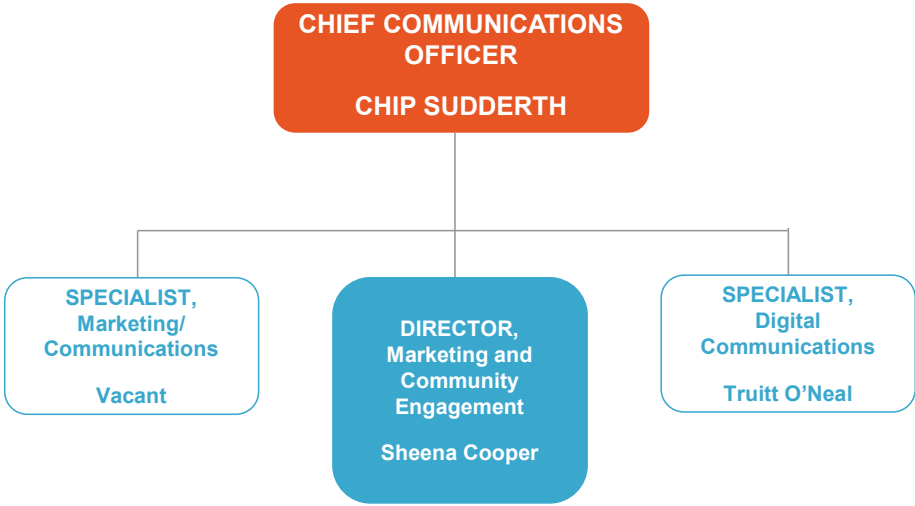 CHIEF COMMUNICATIONS
OFFICER
CHIP SUDDERTH
SPECIALIST,
Marketing/
Communications
Vacant
DIRECTOR,
Marketing and
Community
Engagement
Sheena Cooper
SPECIALIST,
Digital
Communications
Truitt O’Neal